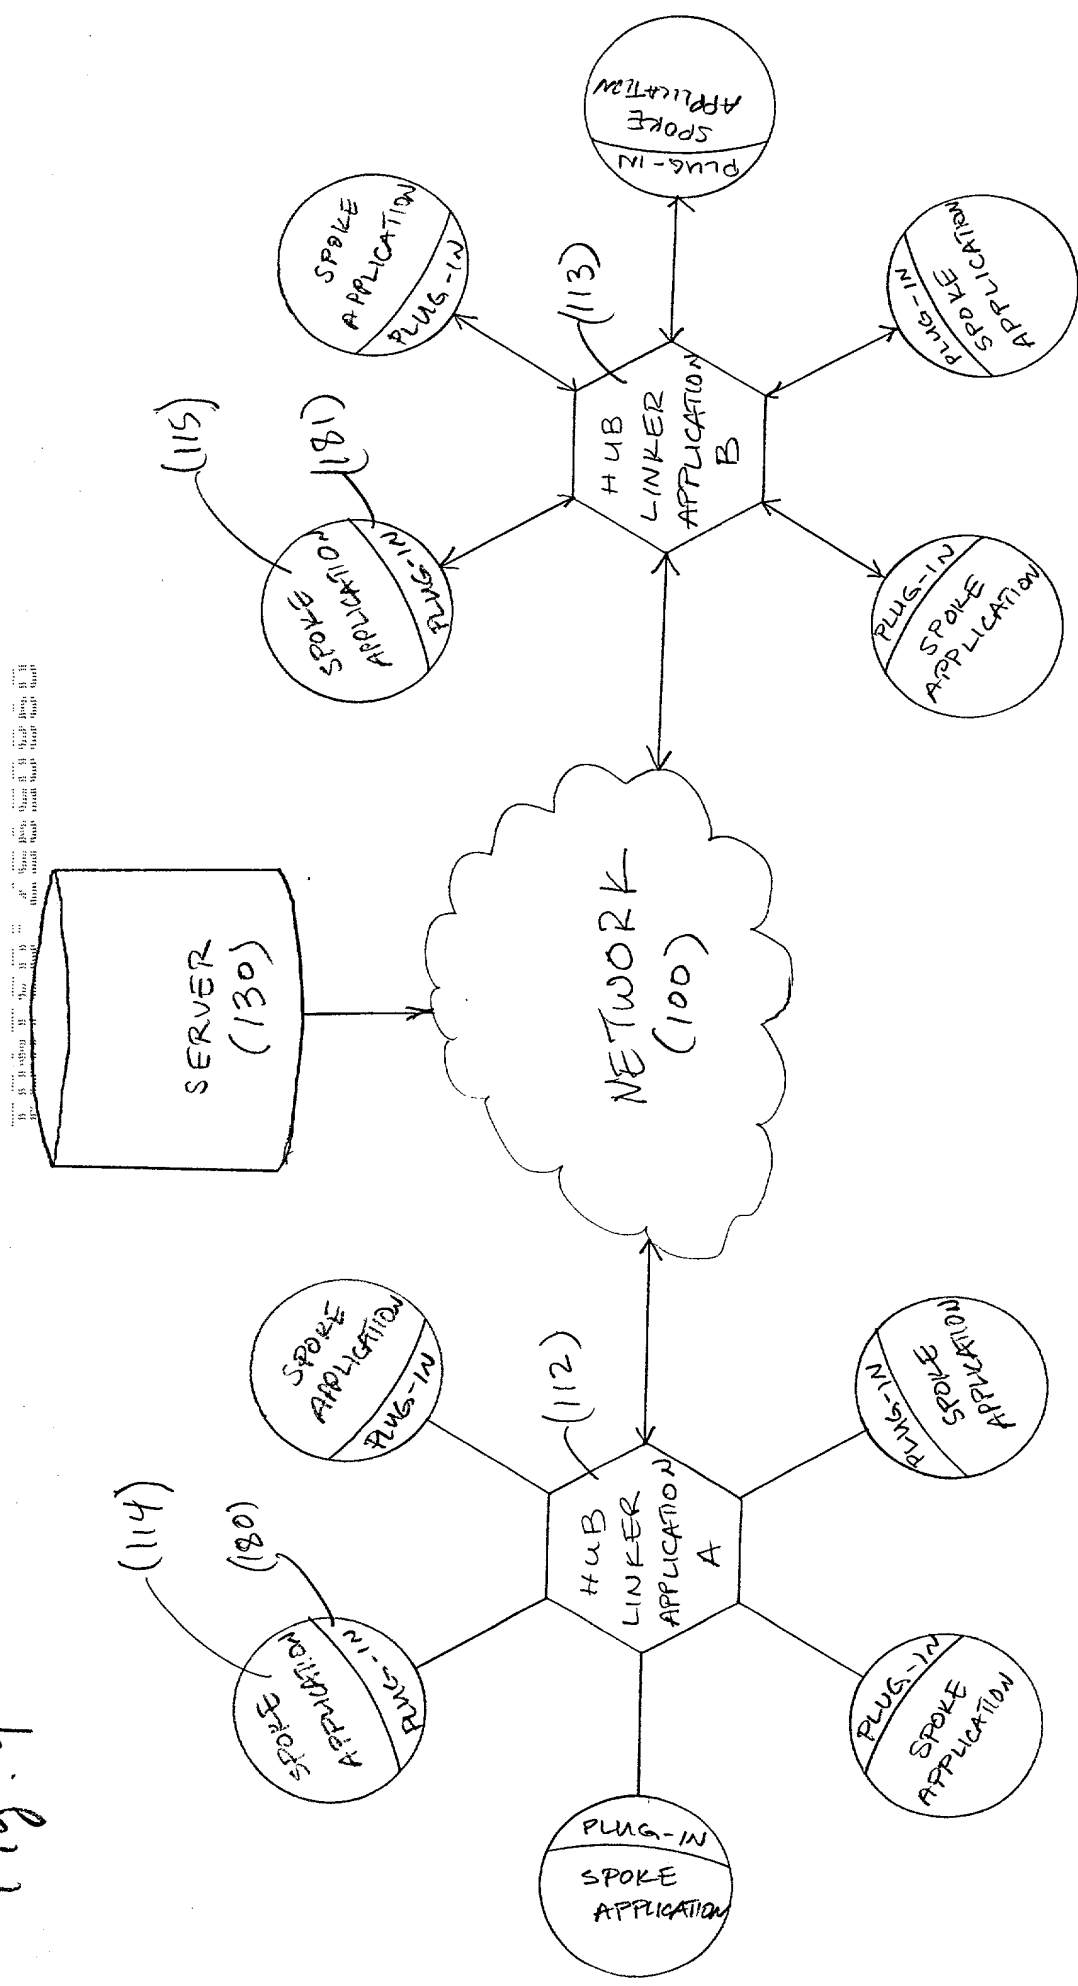 SERVER
(130)
NETWORK
(100)
(114)
(180)
SPOKE
APPLICATION
PLUG-IN
SPOKE
APPLICATION
PLUG-IN
(112)
HUB
LINKER
APPLICATION
A
PLUG-IN
SPOKE
APPLICATION
PLUG-IN
SPOKE
APPLICATION
PLUG-IN
SPOKE
APPLICATION
(115)
(181)
SPOKE
APPLICATION
PLUG-IN
SPOKE
APPLICATION
PLUG-IN
(113)
HUB
LINKER
APPLICATION
B
PLUG-IN
SPOKE
APPLICATION
PLUG-IN
SPOKE
APPLICATION
PLUG-IN
SPOKE
APPLICATION